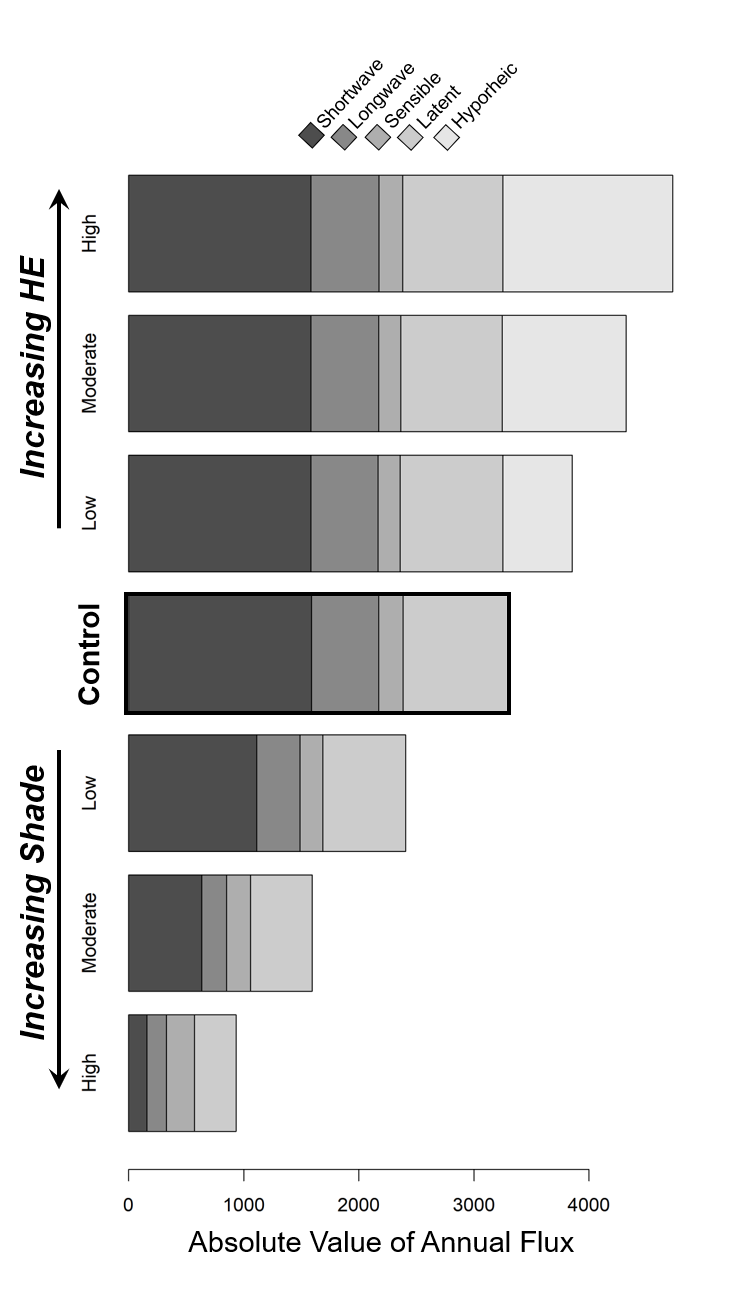 Shortwave
Longwave
Sensible
Latent
Hyporheic
Increasing HE
High
Moderate
Low
Control
Increasing Shade
Low
Moderate
High
0 1000 2000 3000 4000
Absolute Value of Annual Flux